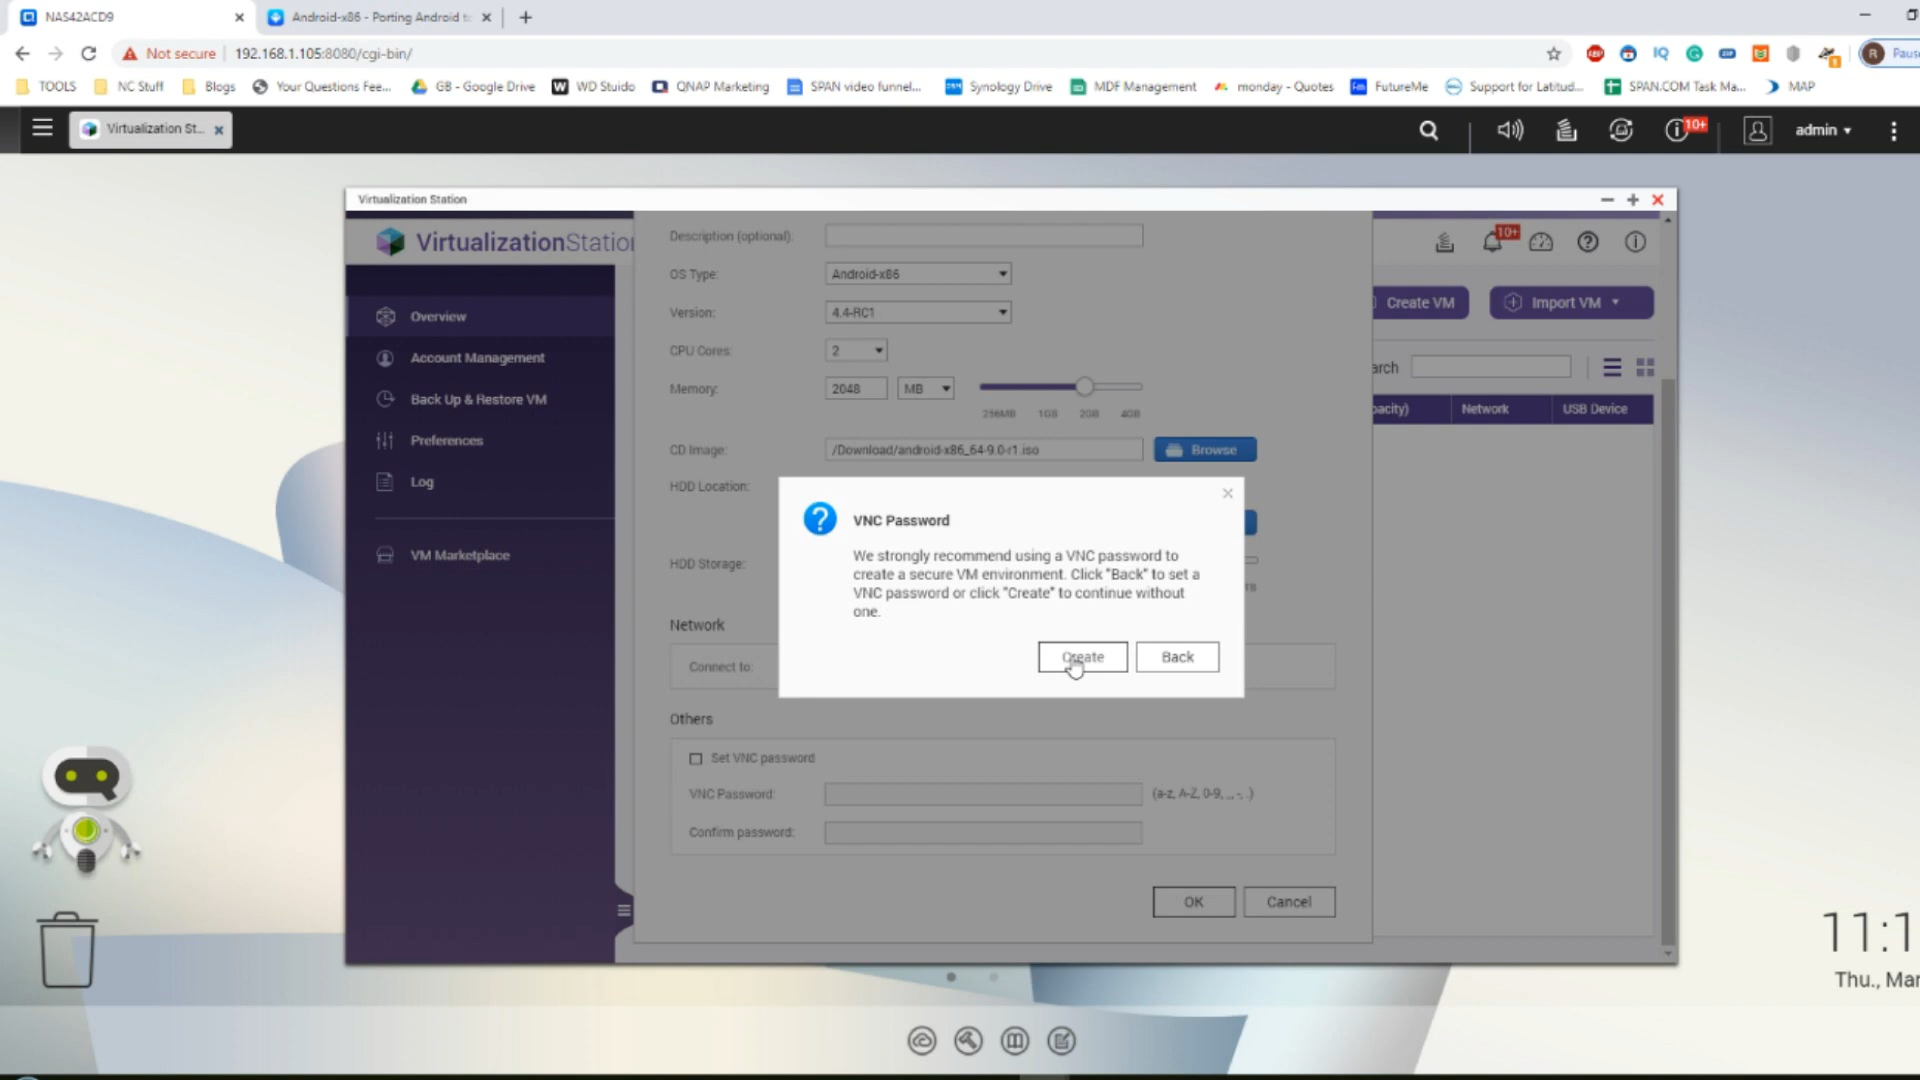 NAS42ACD9
Android-x86 - Porting Android to
Not secure
192.168.1.105:8080/cgi-bin/
Paus
TOOLS
NC Stuff
Blogs
Your Questions Fee...
GB - Google Drive
WD Stuido
QNAP Marketing
SPAN video funnel...
Synology Drive
MDF Management
monday - Quotes
FutureMe
Support for Latitud...
SPAN.COM Task Ma...
MAP
Virtualization St...
10+
admin
Virtualization Station
VirtualizationStation
10+
Create VM
Import VM
Overview
Account Management
Back Up & Restore VM
Preferences
Log
VM Marketplace
Description (optional):
OS Type:
Android-x86
Version:
4.4-RC1
CPU Cores:
2
Memory:
2048
MB
256MB
1GB
2GB
4GB
CD Image:
/Download/android-x86_64-9.0-r1.iso
Browse
HDD Location:
HDD Storage:
TB
arch
pacity)
Network
USB Device
VNC Password
We strongly recommend using a VNC password to
create a secure VM environment. Click "Back" to set a
VNC password or click "Create" to continue without
one.
Create
Back
Network
Connect to:
Others
Set VNC password
VNC Password:
(a-z, A-Z, 0-9, _, -, .)
Confirm password:
OK
Cancel
11:1
Thu., Mar